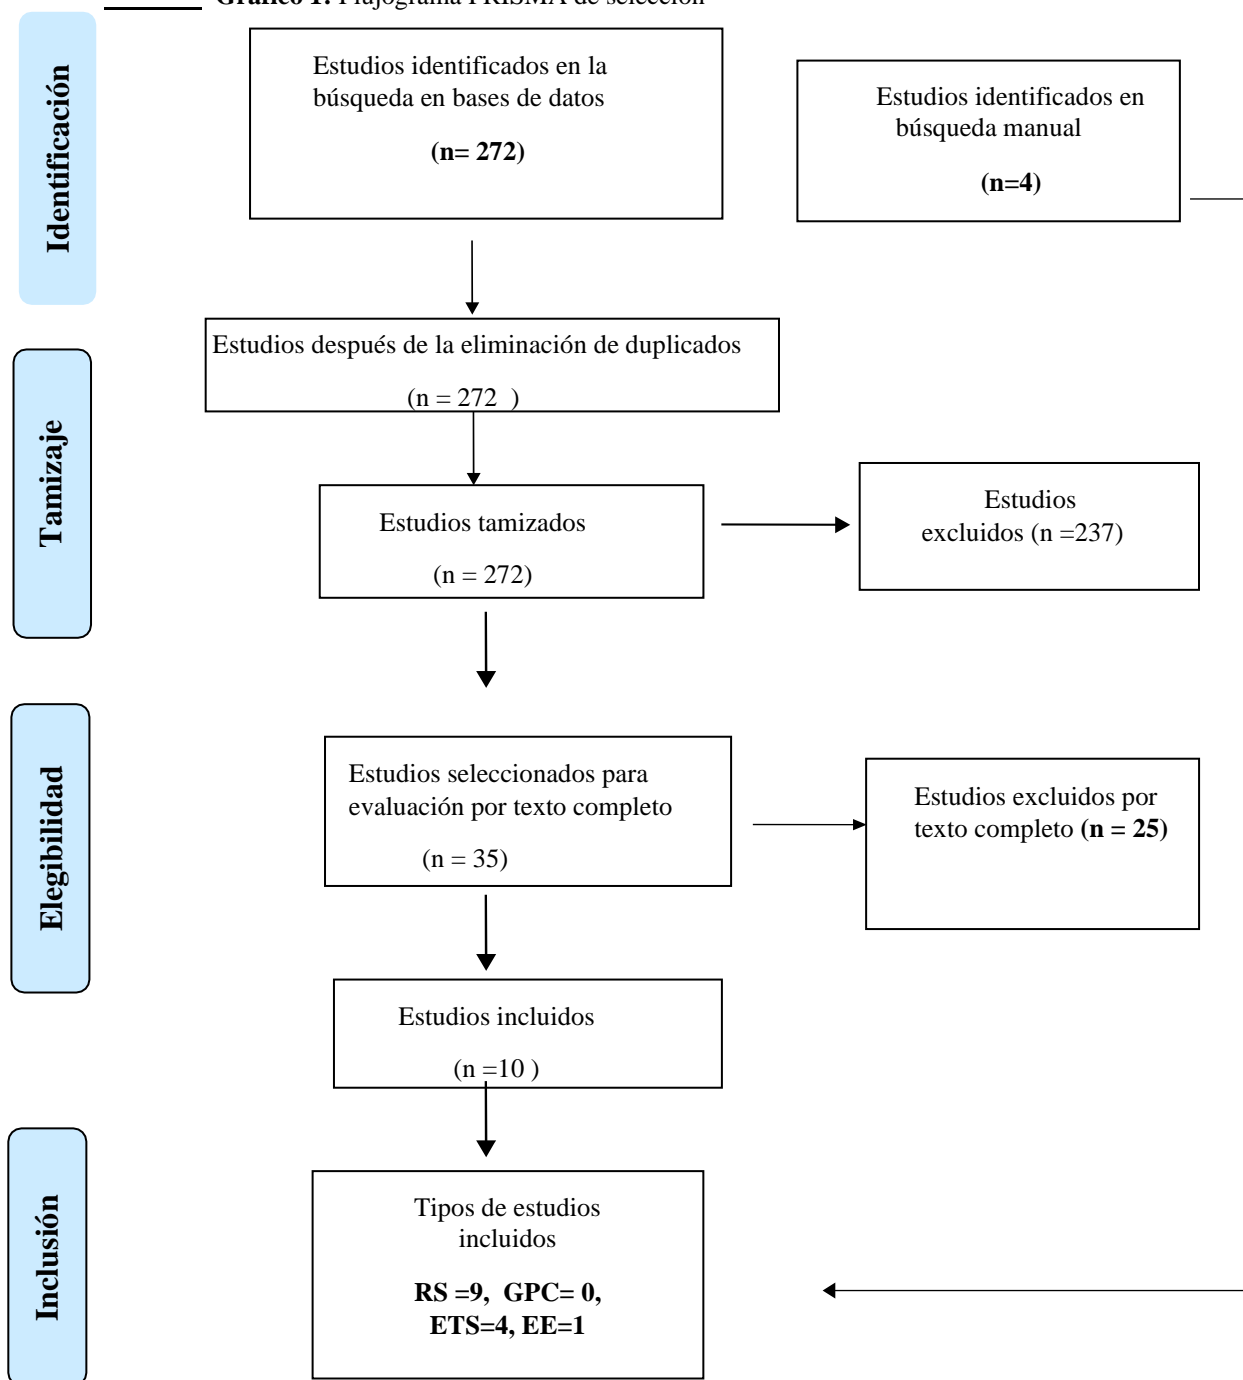 Gráfico 1: Flujograma PRISMA de selección
Identificación
Estudios identificados en la
búsqueda en bases de datos
(n= 272)
Estudios identificados en
búsqueda manual
(n=4)
Estudios después de la eliminación de duplicados
(n = 272 )
Tamizaje
Estudios tamizados
(n = 272)
Estudios
excluidos (n =237)
Elegibilidad
Estudios seleccionados para
evaluación por texto completo
(n = 35)
Estudios excluidos por
texto completo (n = 25)
Estudios incluidos
(n =10 )
Inclusión
Tipos de estudios
incluidos
RS =9, GPC= 0,
ETS=4, EE=1